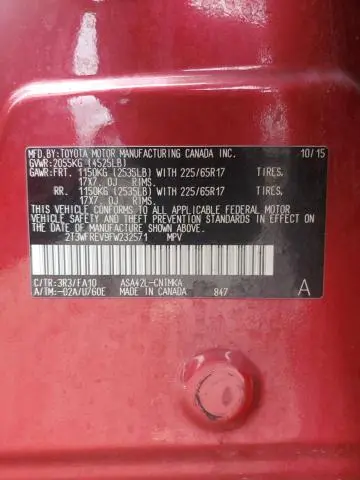 MFD.BY:TOYOTA MOTOR MANUFACTURING CANADA INC. 10/15
GVWR:2055KG (4525LB)
GAWR:FRT. 1150KG (2535LB) WITH 225/65R17 TIRES,
17X7. 0J RIMS.
RR. 1150KG (2535LB) WITH 225/65R17 TIRES,
17X7. 0J RIMS.
THIS VEHICLE CONFORMS TO ALL APPLICABLE FEDERAL MOTOR
VEHICLE SAFETY AND THEFT PREVENTION STANDARDS IN EFFECT ON
THE DATE OF MANUFACTURE SHOWN ABOVE.
2T3WFREV9FW232571 MPV
C/TR:3R3/FA10 ASA42L-CNTMKA
A/TM:-02A/U760E MADE IN CANADA 847 A